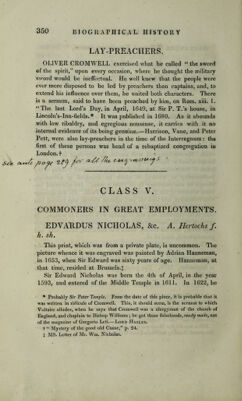 350 BIOGRAPHICAL HISTORY
LAY-PREACHERS.
OLIVER CROMWELL exercised what he called “ the sword
of the spirit,” upon every occasion, where he thought the military
sword would be ineffectual. He well knew that the people were
ever more disposed to be led by preachers than captains, and, to
extend his influence over them, he united both characters. There
is a sermon, said to have been preached by him, on Rom. xiii. 1.
“The last Lord’s Day, in April, 1649, at Sir P. T.’s house, in
Lincoln’s-Inn-fields.* It was published in 1680. As it abounds
with low ribaldry, and egregious nonsense, it carries with it no
internal evidence of its being genuine.—Harrison, Vane, and Peter
Pett, were also lay-preachers in the time of the Interregnum: the
first of these persons was head of a rebaptized congregation in
London.†
See ante page 289 for all the engravings.
CLASS V.
COMMONERS IN GREAT EMPLOYMENTS.
EDVARDUS NICHOLAS, &c. A. Hertochs f.
h. sh.
This print, which was from a private plate, is uncommon. The
picture whence it was engraved was painted by Adrian Hanneman,
in 1653, when Sir Edward was sixty years of age. Hanneman, at
that time, resided at Brussels.‡
Sir Edward Nicholas was born the 4th of April, in the year
1593, and entered of the Middle Temple in 1611. In 1622, he
* Probably Sir Peter Temple. From the date of this piece, it is probable that it
was written in ridicule of Cromwell. This, it should seem, is the sermon to which
Voltaire alludes, when he says that Cromwell was a clergyman of the church of
England, and chaplain to Bishop Williams; he got these falsehoods, ready made, out
of the magazine of Gregorio Leti.—LORD HAILES.
† “ Mystery of the good old Cause,” p. 24.
‡ MS. Letter of Mr. Wm. Nicholas.